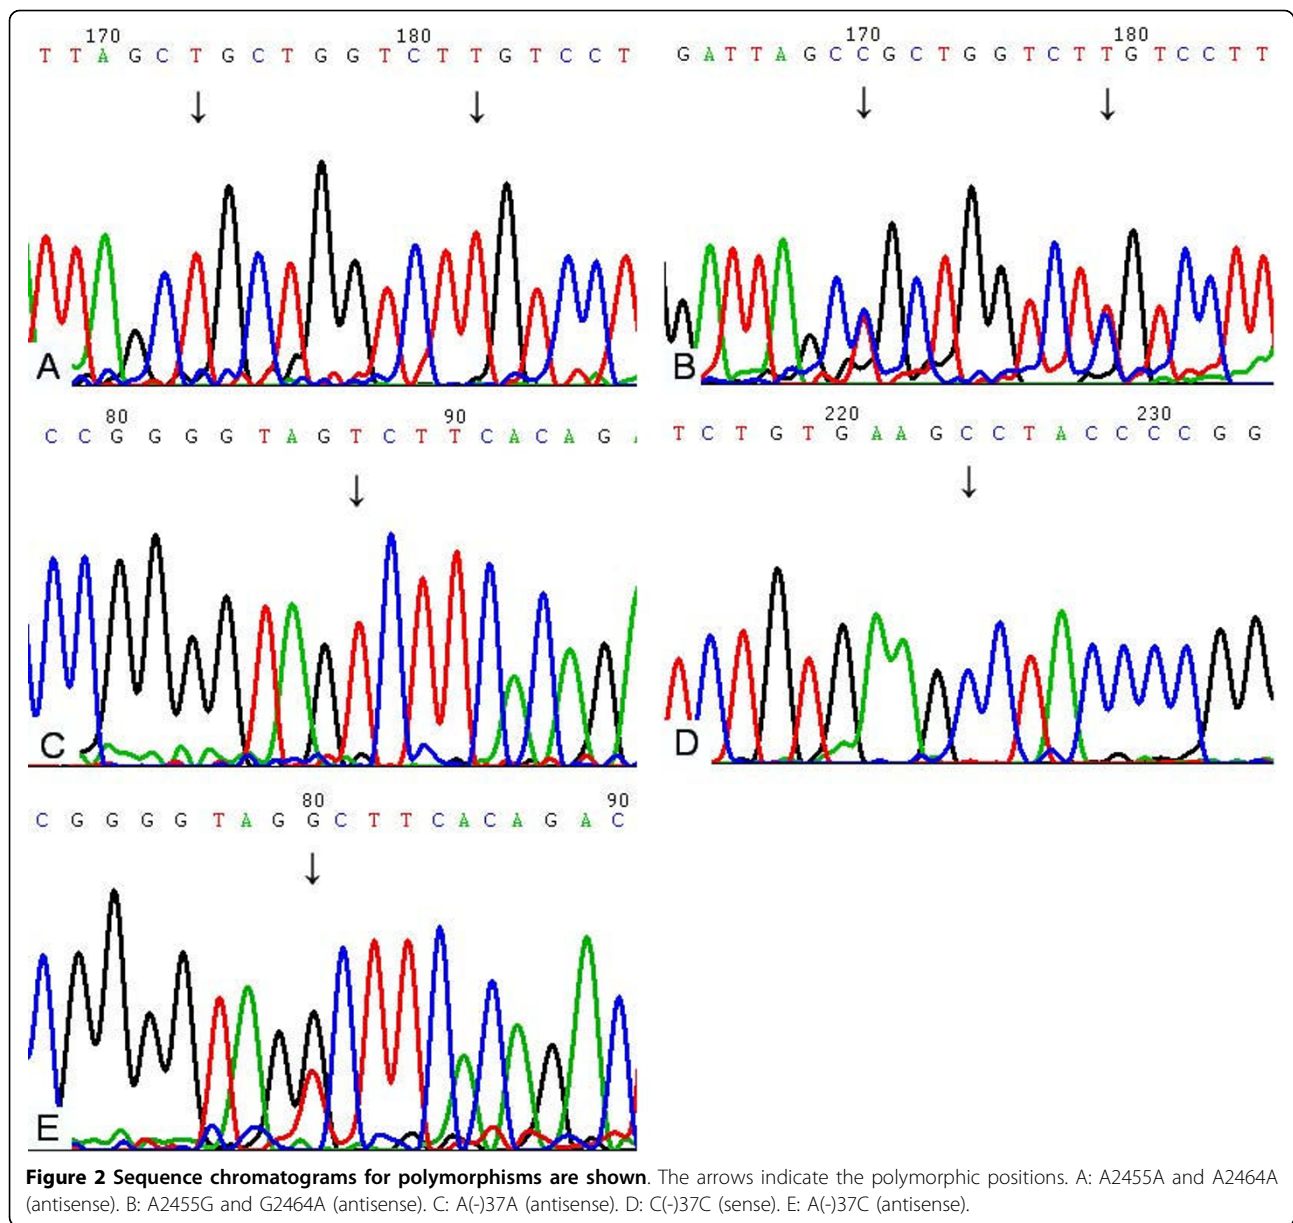 170 180
T T A G C T G C T G G T C T T G T C C T
↓ ↓
A
170 180
G A T T A G C C G C T G G T C T T G T C C T T
↓ ↓
B
80 90
C C G G G G T A G T C T T C A C A G A
↓
C
220 230
T C T G T G A A G C C T A C C C C G G
↓
D
80 90
C G G G G T A G G C T T C A C A G A C
↓
E
Figure 2 Sequence chromatograms for polymorphisms are shown. The arrows indicate the polymorphic positions. A: A2455A and A2464A
(antisense). B: A2455G and G2464A (antisense). C: A(-)37A (antisense). D: C(-)37C (sense). E: A(-)37C (antisense).